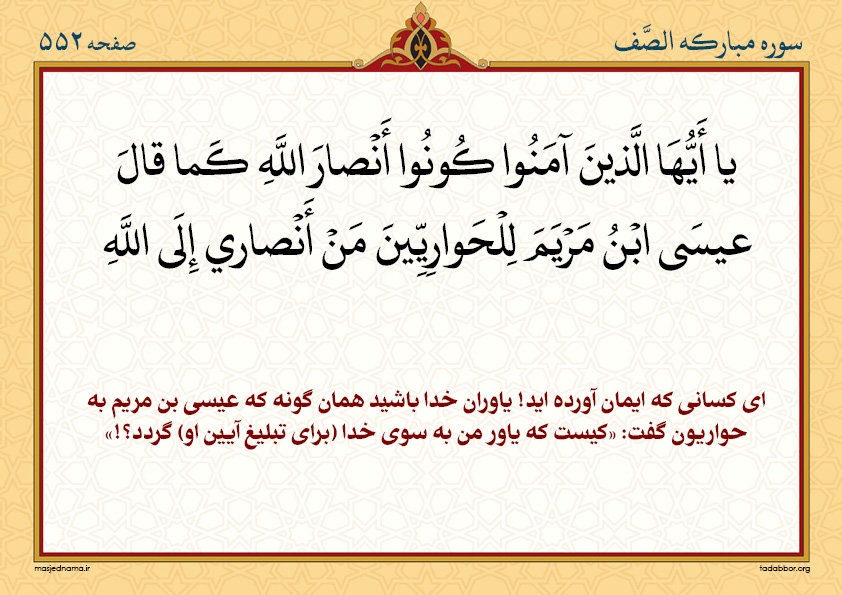 سوره مبارکه الصَّف
صفحه ۵۵۲
يا أَيُّهَا الَّذينَ آمَنُوا كُونُوا أَنْصارَ اللَّهِ كَما قالَ
عيسَى ابْنُ مَرْيَمَ لِلْحَوارِيِّينَ مَنْ أَنْصاري إِلَى اللَّهِ
ای کسانی که ایمان آورده اید! یاوران خدا باشید همان گونه که عیسی بن مریم به
حواریون گفت: «کیست که یاور من به سوی خدا (برای تبلیغ آیین او) گردد؟!»
masjednama.ir
tadabbor.org